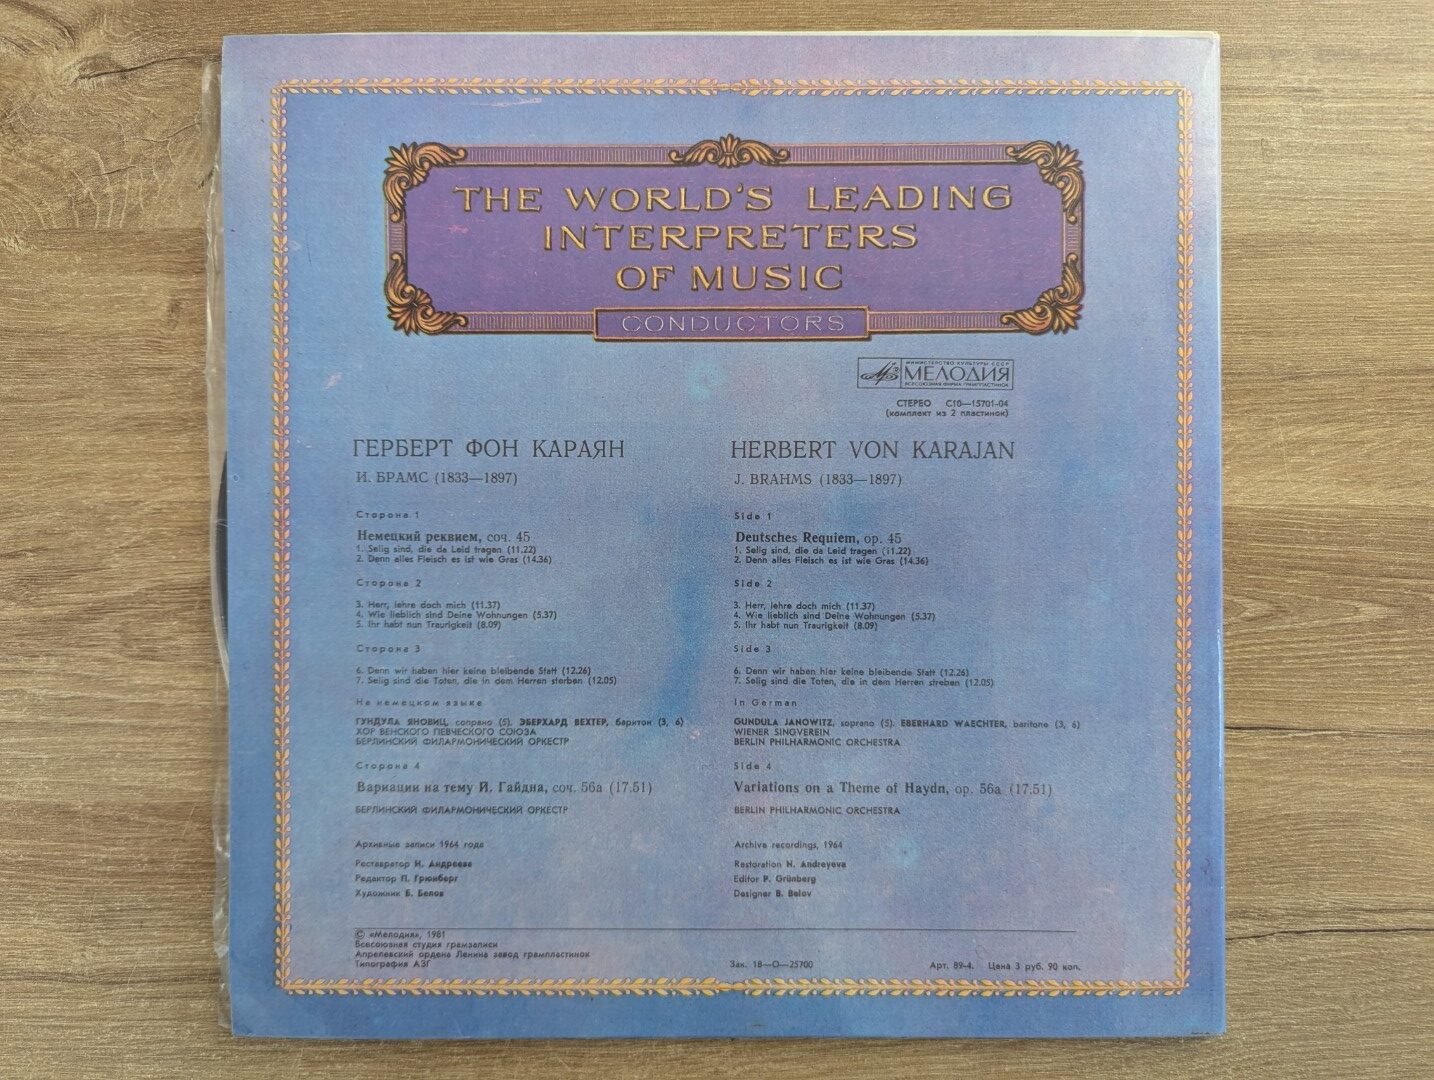 THE WORLD'S LEADING
INTERPRETERS
OF MUSIC
CONDUCTORS
МИНИСТЕРСТВО КУЛЬТУРЫ СССР
МЕЛОДИЯ
ВСЕСОЮЗНАЯ ФИРМА ГРАМПЛАСТИНОК
СТЕРЕО С10—15701-04
(комплект из 2 пластинок)
ГЕРБЕРТ ФОН КАРАЯН
И. БРАМС (1833—1897)
Сторона 1
Немецкий реквием, соч. 45
1. Selig sind, die da Leid tragen (11.22)
2. Denn alles Fleisch es ist wie Gras (14.36)
Сторона 2
3. Herr, lehre doch mich (11.37)
4. Wie lieblich sind Deine Wohnungen (5.37)
5. Ihr habt nun Traurigkeit (8.09)
Сторона 3
6. Denn wir haben hier keine bleibende Statt (12.26)
7. Selig sind die Toten, die in dem Herren sterben (12.05)
На немецком языке
ГУНДУЛА ЯНОВИЦ, сопрано (5), ЭБЕРХАРД ВЕХТЕР, баритон (3, 6)
ХОР ВЕНСКОГО ПЕВЧЕСКОГО СОЮЗА
БЕРЛИНСКИЙ ФИЛАРМОНИЧЕСКИЙ ОРКЕСТР
Сторона 4
Вариации на тему Й. Гайдна, соч. 56а (17.51)
БЕРЛИНСКИЙ ФИЛАРМОНИЧЕСКИЙ ОРКЕСТР
Архивные записи 1964 года
Реставратор Н. Андреева
Редактор П. Грюнберг
Художник Б. Белов
HERBERT VON KARAJAN
J. BRAHMS (1833—1897)
Side 1
Deutsches Requiem, op. 45
1. Selig sind, die da Leid tragen (11.22)
2. Denn alles Fleisch es ist wie Gras (14.36)
Side 2
3. Herr, lehre doch mich (11.37)
4. Wie lieblich sind Deine Wohnungen (5.37)
5. Ihr habt nun Traurigkeit (8.09)
Side 3
6. Denn wir haben hier keine bleibende Statt (12.26)
7. Selig sind die Toten, die in dem Herren streben (12.05)
In German
GUNDULA JANOWITZ, soprano (5), EBERHARD WAECHTER, baritone (3, 6)
WIENER SINGVEREIN
BERLIN PHILHARMONIC ORCHESTRA
Side 4
Variations on a Theme of Haydn, op. 56a (17.51)
BERLIN PHILHARMONIC ORCHESTRA
Archive recordings, 1964
Restoration N. Andreyeva
Editor P. Grünberg
Designer B. Belov
© «Мелодия», 1981
Всесоюзная студия грамзаписи
Апрелевский ордена Ленина завод грампластинок
Типография АЗГ
Зак. 18—О—25700
Арт. 89-4. Цена 3 руб. 90 коп.